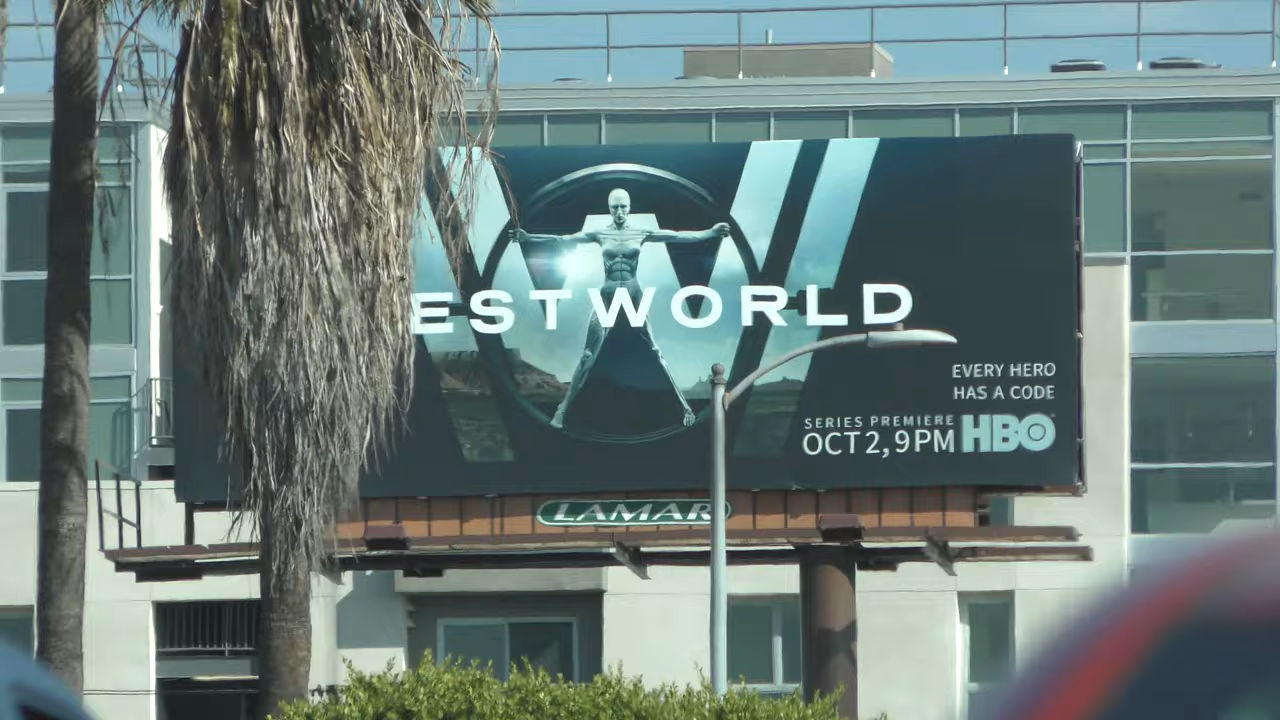 ESTWORLD
EVERY HERO
HAS A CODE
SERIES PREMIERE
OCT 2, 9PM HBO
LAMAR